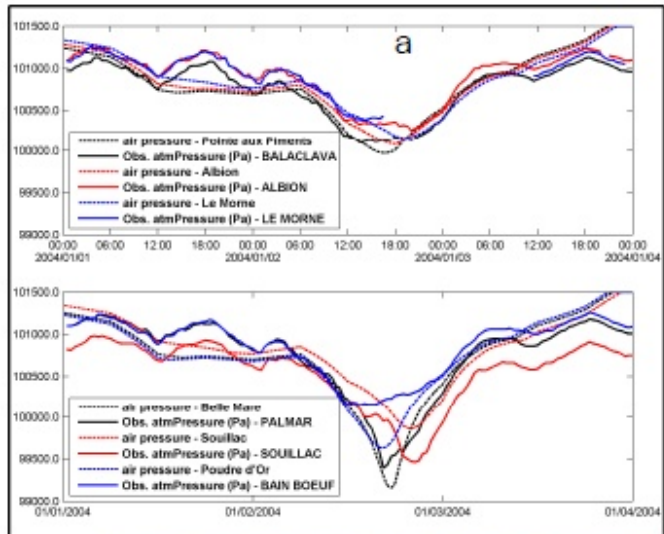 a
101500.0
101000.0
100500.0
100000.0
99500.0
99000.0
air pressure - Pointe aux Piments
Obs. atmPressure (Pa) - BALACLAVA
air pressure - Albion
Obs. atmPressure (Pa) - ALBION
air pressure - Le Morne
Obs. atmPressure (Pa) - LE MORNE
00:00 06:00 12:00 18:00 00:00 06:00 12:00 18:00 00:00 06:00 12:00 18:00 00:00
2004/01/01 2004/01/02 2004/01/03 2004/01/04
101500.0
101000.0
100500.0
100000.0
99500.0
99000.0
air pressure - Belle Mare
Obs. atmPressure (Pa) - PALMAR
air pressure - Souillac
Obs. atmPressure (Pa) - SOUILLAC
air pressure - Poudre d'Or
Obs. atmPressure (Pa) - BAIN BOEUF
01/01/2004 01/02/2004 01/03/2004 01/04/2004